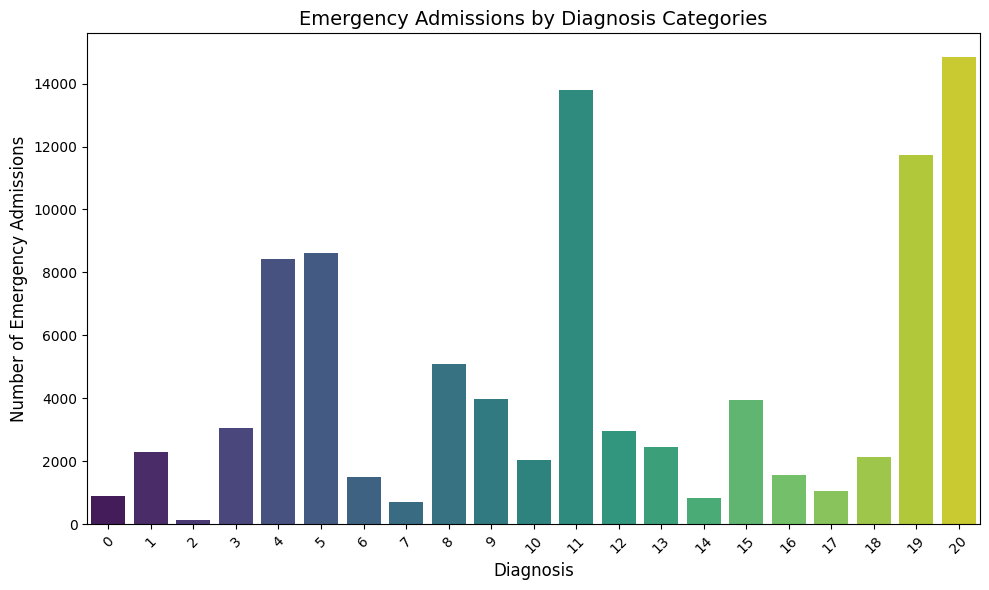 Emergency Admissions by Diagnosis Categories
Number of Emergency Admissions
14000
12000
10000
8000
6000
4000
2000
0
0 1 2 3 4 5 6 7 8 9 10 11 12 13 14 15 16 17 18 19 20
Diagnosis